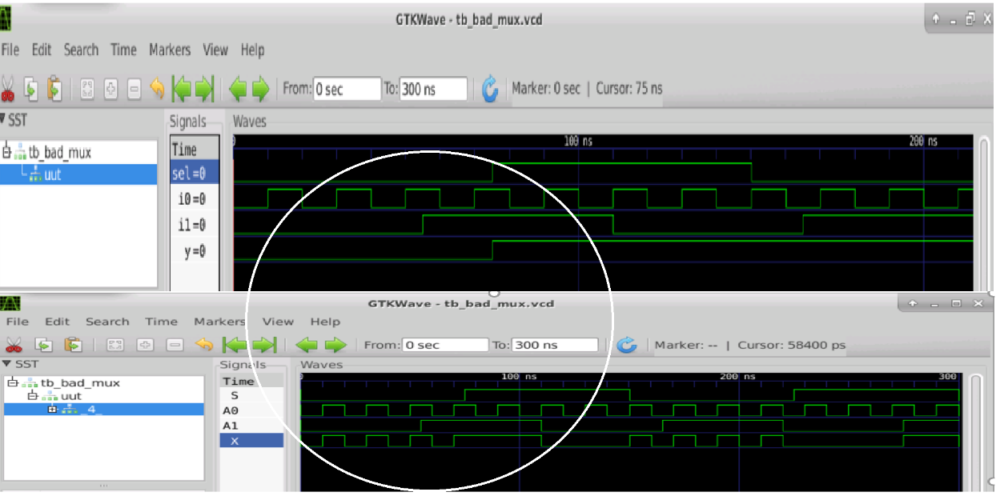 GTKWave - tb_bad_mux.vcd
File Edit Search Time Markers View Help
From: 0 sec To: 300 ns Marker: 0 sec | Cursor: 75 ns
SST Signals Waves
Time 0 100 ns 200 ns
tb_bad_mux
uut
sel=0
i0=0
i1=0
y=0
GTKWave - tb_bad_mux.vcd
File Edit Search Time Markers View Help
From: 0 sec To: 300 ns Marker: -- | Cursor: 58400 ps
SST Signals Waves
Time 0 100 ns 200 ns 300
tb_bad_mux
uut
_4_
S
A0
A1
X